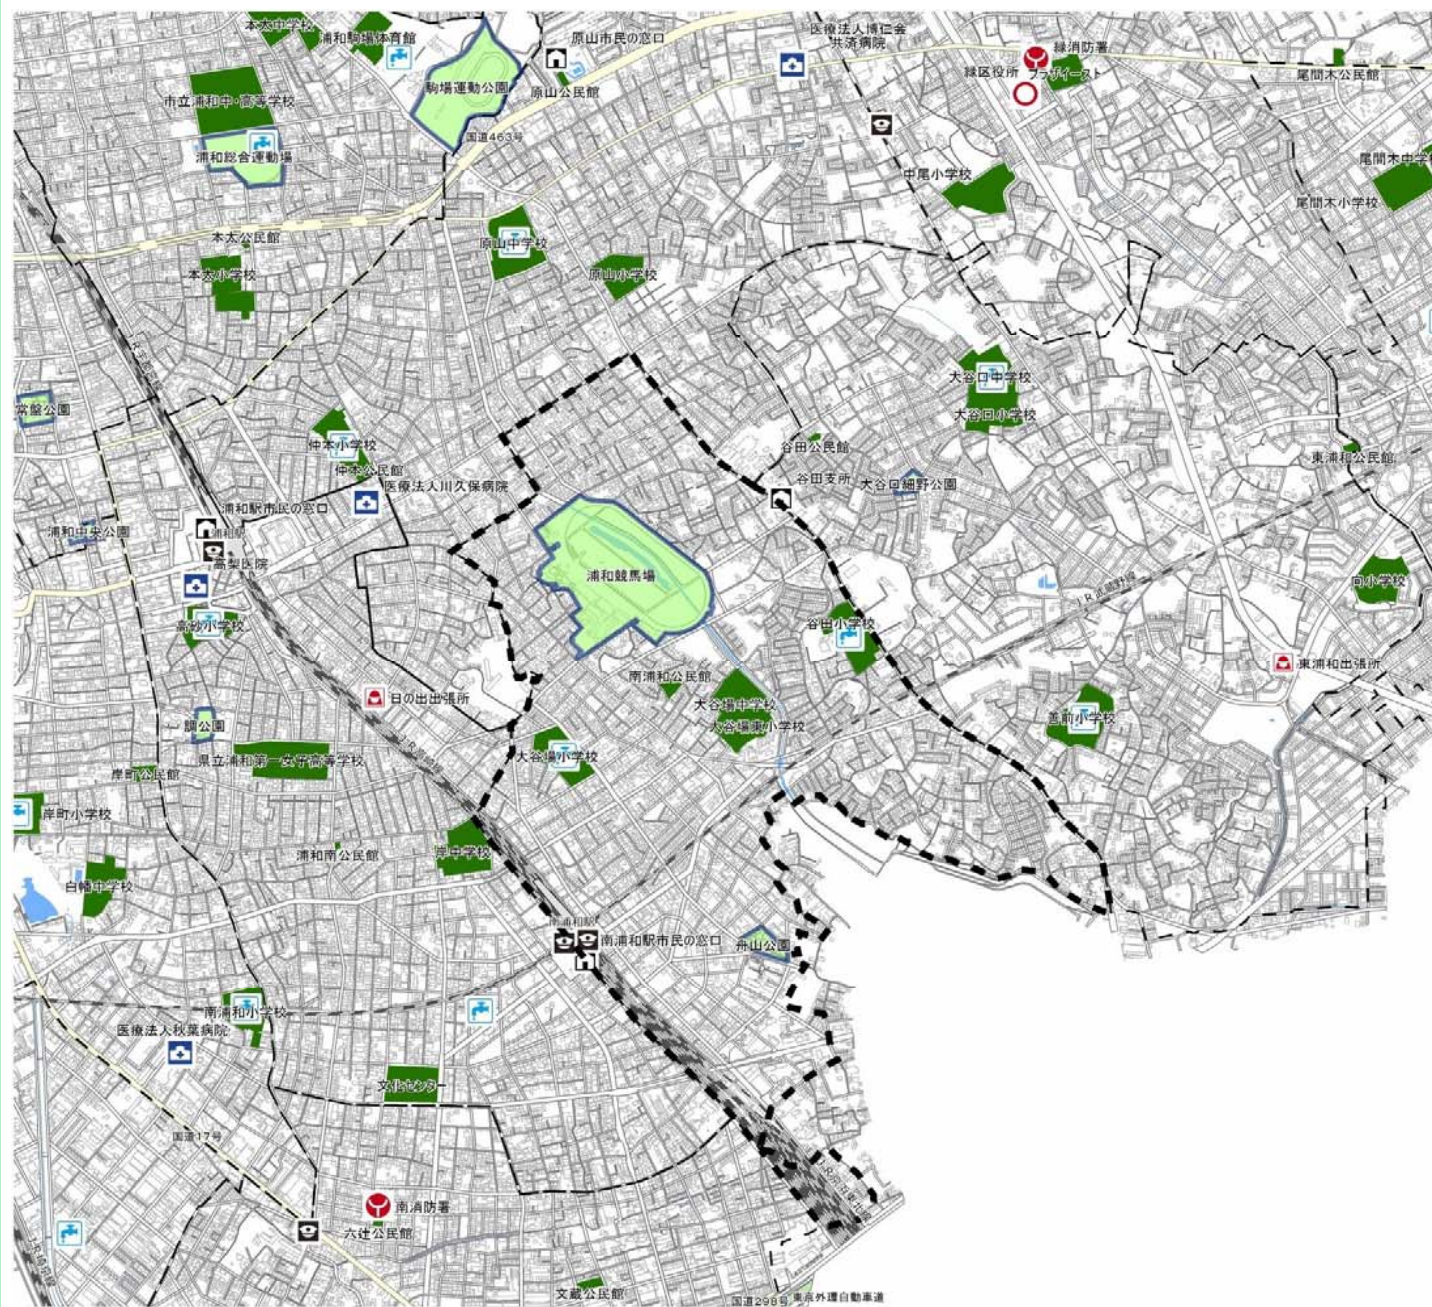 本太中学校
浦和駒場体育館
原山市民の窓口
医療法人博仁会
共済病院
緑消防署
緑区役所
プラザイースト
尾間木公民館
駒場運動公園
原山公民館
市立浦和中・高等学校
国道463号
浦和総合運動場
尾間木中学校
中尾小学校
尾間木小学校
本太公民館
原山中学校
本太小学校
原山小学校
大谷口中学校
常盤公園
大谷口小学校
仲本小学校
谷田公民館
東浦和公民館
仲本公民館
医療法人川久保病院
谷田支所
大谷口細野公園
浦和駅市民の窓口
浦和中央公園
浦和駅
高梨医院
浦和競馬場
口小学校
JR武蔵野線
高砂小学校
谷田小学校
東浦和出張所
南浦和公民館
日の出出張所
大谷場中学校
善前小学校
調公園
大谷場東小学校
大谷場小学校
県立浦和第一女子高等学校
岸町公民館
岸町小学校
浦和南公民館
岸中学校
白幡中学校
南浦和駅
南浦和駅市民の窓口
舟山公園
南浦和小学校
医療法人秋葉病院
文化センター
国道17号
南消防署
六辻公民館
JR埼京線
文蔵公民館
国道298号
東京外環自動車道